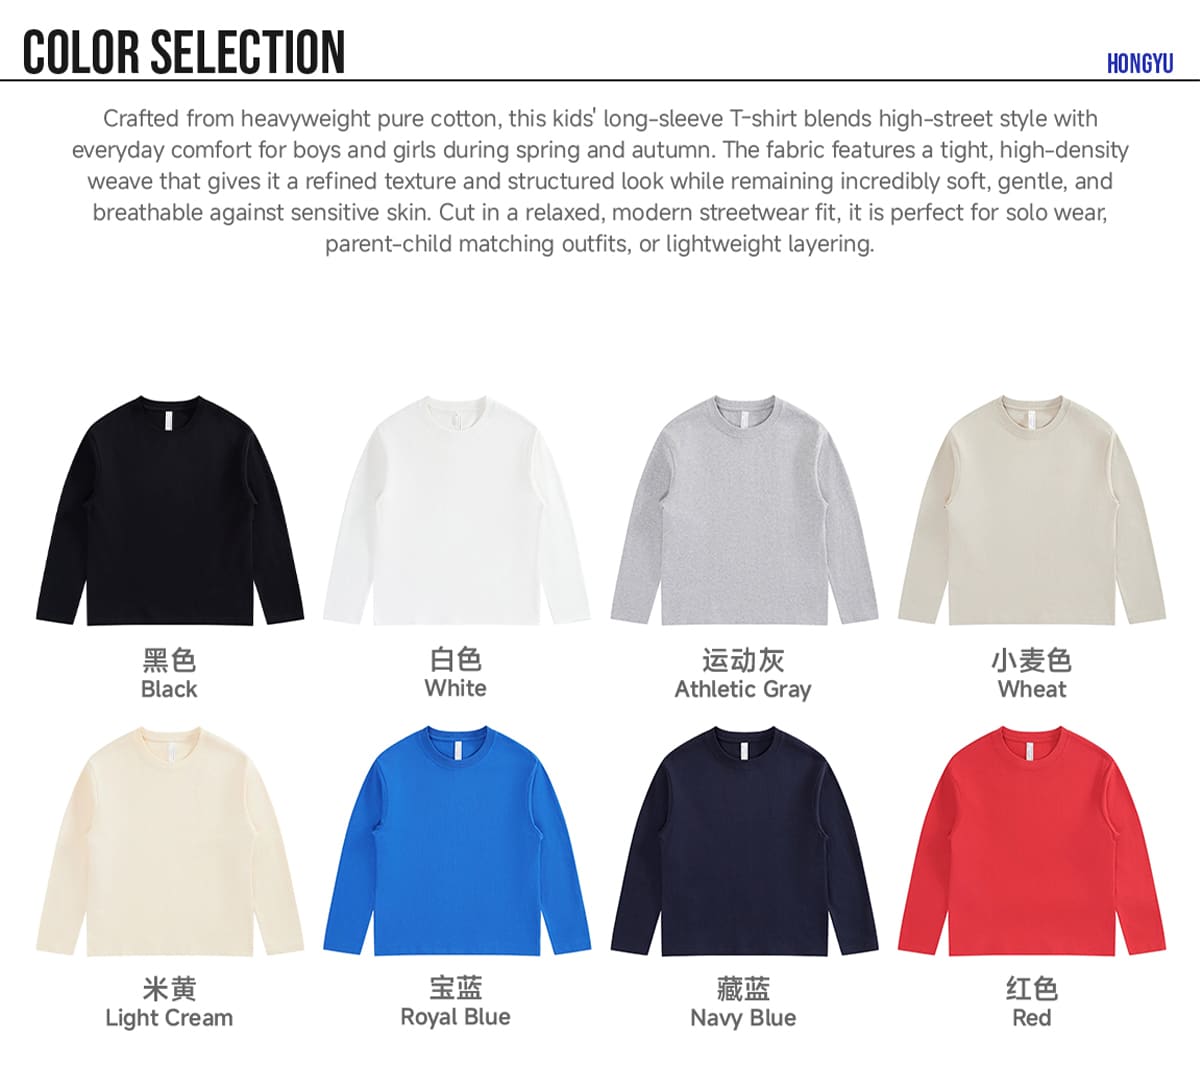 COLOR SELECTION
HONGYU
Crafted from heavyweight pure cotton, this kids' long-sleeve T-shirt blends high-street style with
everyday comfort for boys and girls during spring and autumn. The fabric features a tight, high-density
weave that gives it a refined texture and structured look while remaining incredibly soft, gentle, and
breathable against sensitive skin. Cut in a relaxed, modern streetwear fit, it is perfect for solo wear,
parent-child matching outfits, or lightweight layering.
黑色
Black
白色
White
运动灰
Athletic Gray
小麦色
Wheat
米黄
Light Cream
宝蓝
Royal Blue
藏蓝
Navy Blue
红色
Red